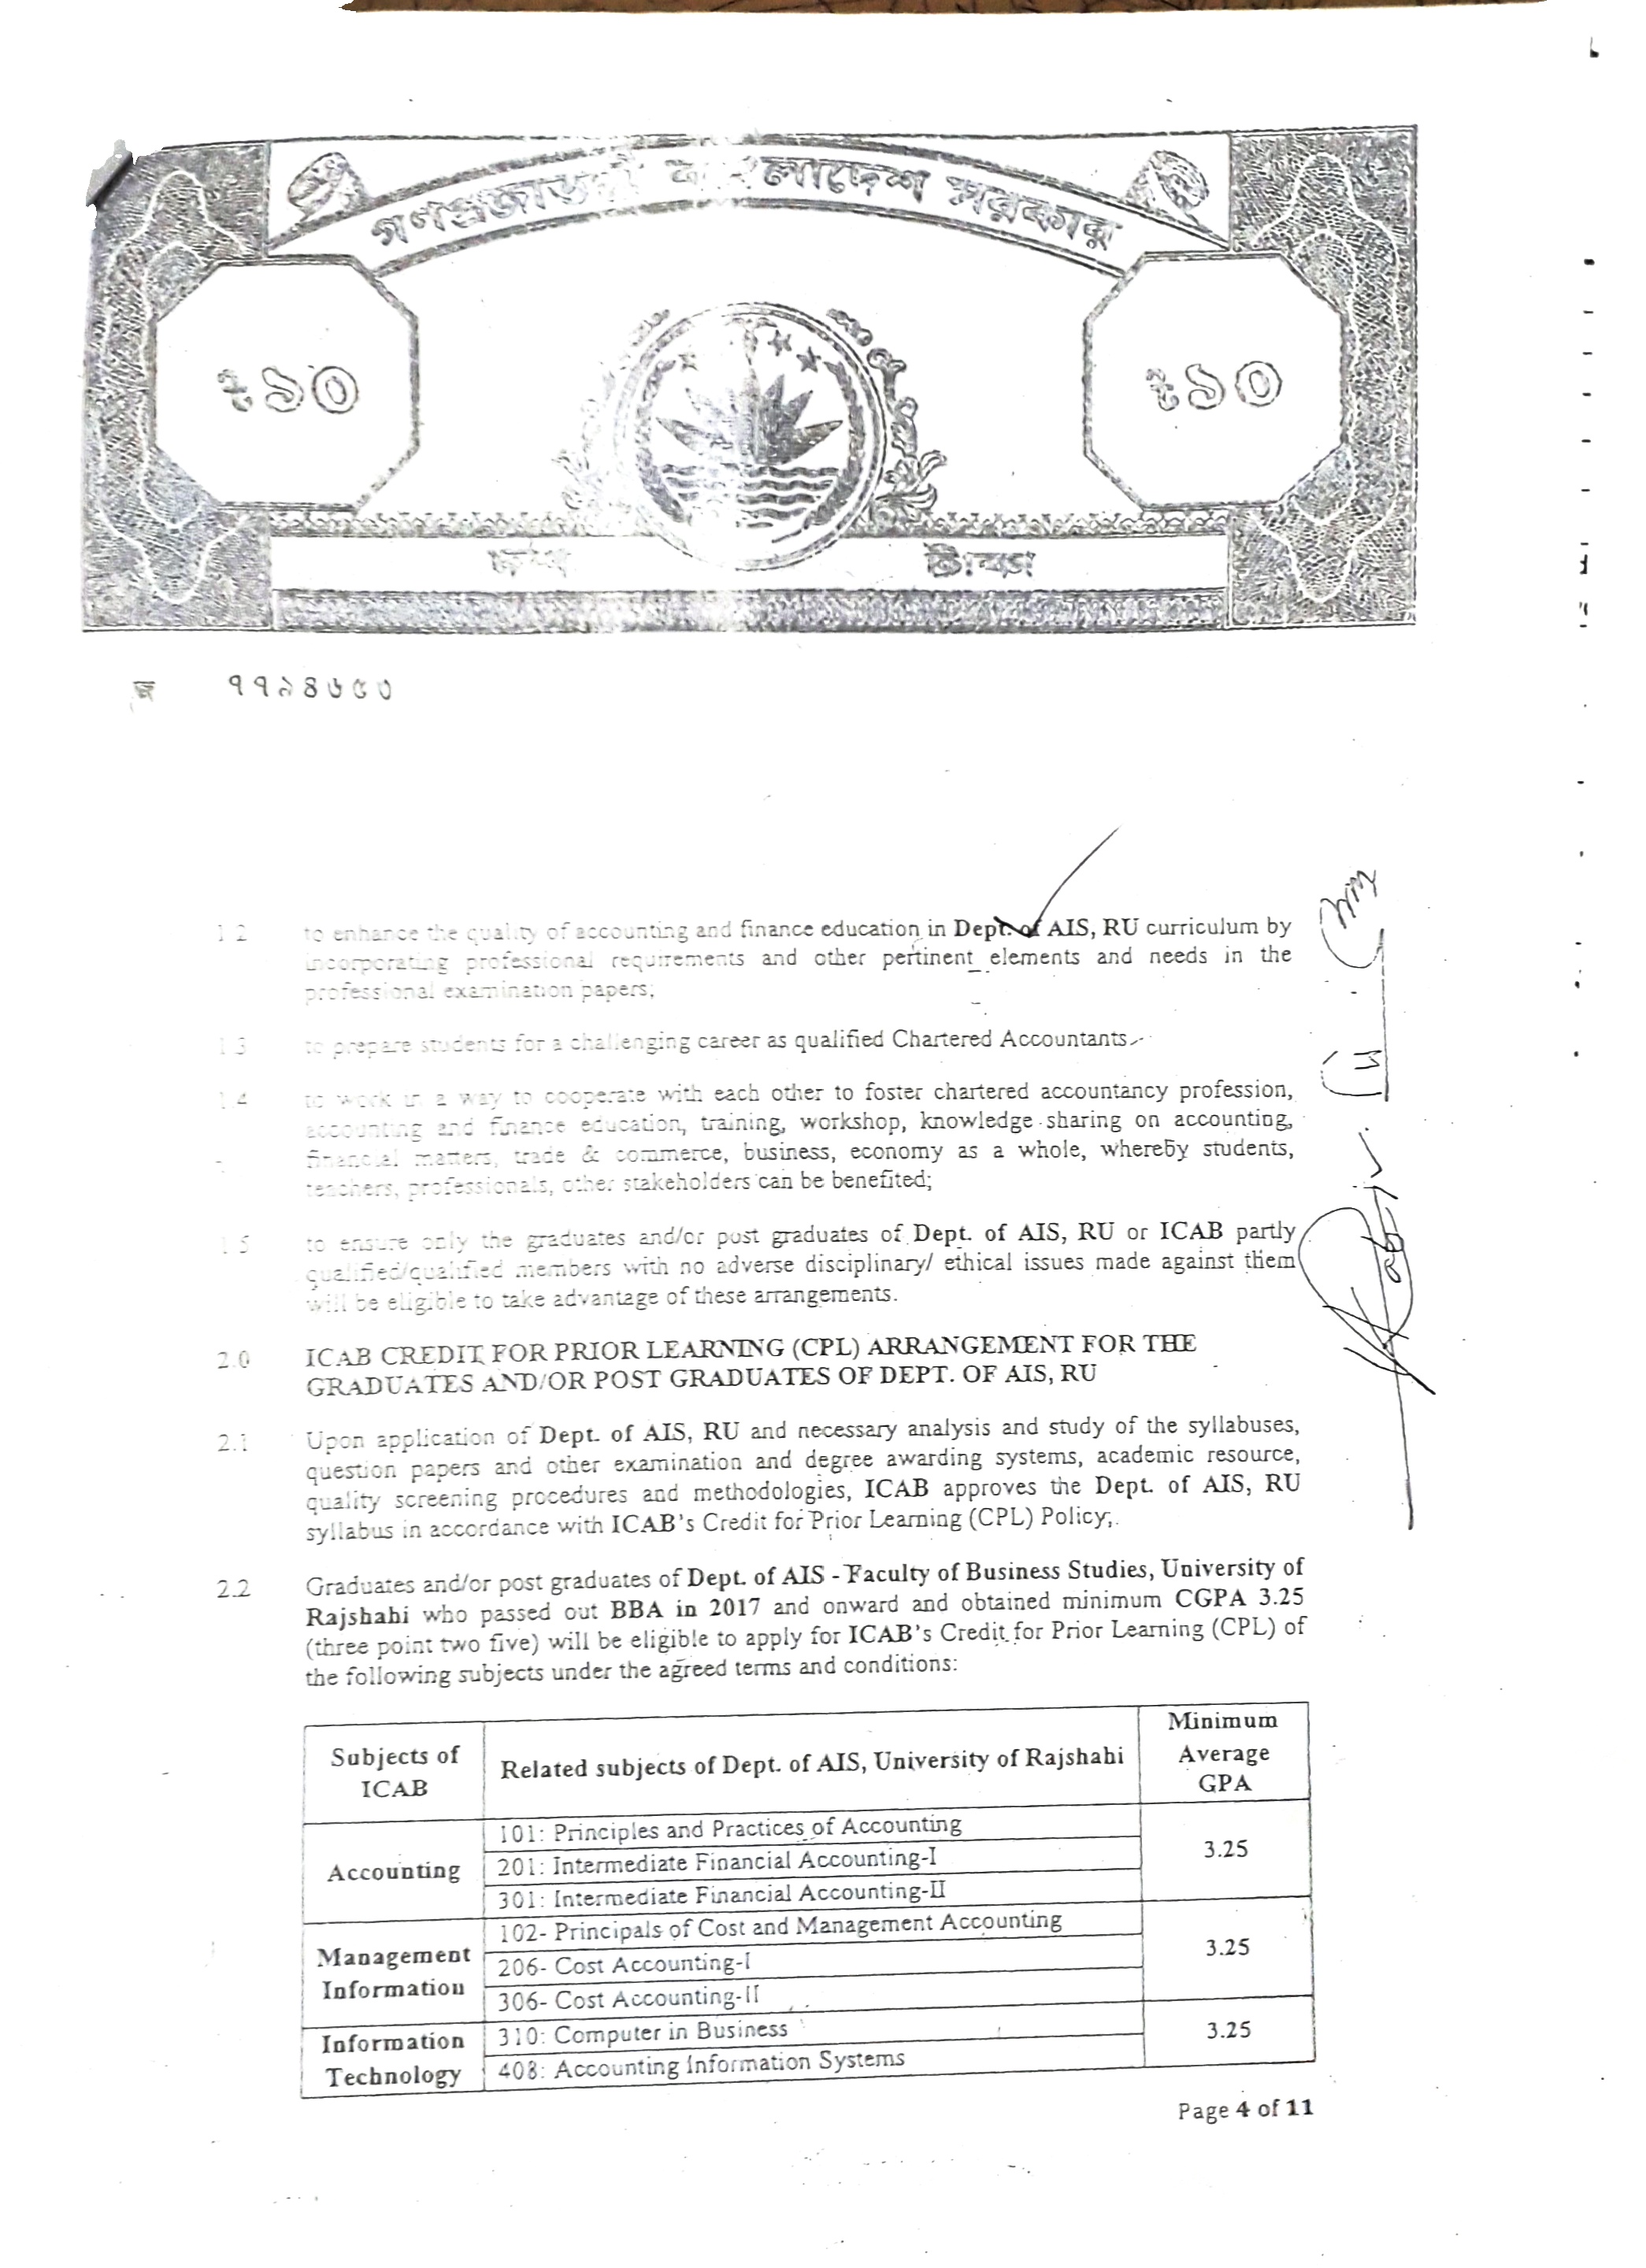 গণপ্রজাতন্ত্রী বাংলাদেশ সরকার
৳১০
৳১০
দশ টাকা
জ ৭৭৯৪৬৫৩
1.2 to enhance the quality of accounting and finance education in Dept. of AIS, RU curriculum by
incorporating professional requirements and other pertinent elements and needs in the
professional examination papers;
1.3 to prepare students for a challenging career as qualified Chartered Accountants
1.4 to work in a way to cooperate with each other to foster chartered accountancy profession,
accounting and finance education, training, workshop, knowledge sharing on accounting,
financial matters, trade & commerce, business, economy as a whole, whereby students,
teachers, professionals, other stakeholders can be benefited;
1.5 to ensure only the graduates and/or post graduates of Dept. of AIS, RU or ICAB partly
qualified/qualified members with no adverse disciplinary/ ethical issues made against them
will be eligible to take advantage of these arrangements.
2.0 ICAB CREDIT FOR PRIOR LEARNING (CPL) ARRANGEMENT FOR THE
GRADUATES AND/OR POST GRADUATES OF DEPT. OF AIS, RU
2.1 Upon application of Dept. of AIS, RU and necessary analysis and study of the syllabuses,
question papers and other examination and degree awarding systems, academic resource,
quality screening procedures and methodologies, ICAB approves the Dept. of AIS, RU
syllabus in accordance with ICAB's Credit for Prior Learning (CPL) Policy;
2.2 Graduates and/or post graduates of Dept. of AIS - Faculty of Business Studies, University of
Rajshahi who passed out BBA in 2017 and onward and obtained minimum CGPA 3.25
(three point two five) will be eligible to apply for ICAB's Credit for Prior Learning (CPL) of
the following subjects under the agreed terms and conditions:
Subjects of
ICAB
Related subjects of Dept. of AIS, University of Rajshahi
Minimum
Average
GPA
Accounting
101: Principles and Practices of Accounting
201: Intermediate Financial Accounting-I
301: Intermediate Financial Accounting-II
3.25
Management
Information
102- Principals of Cost and Management Accounting
206- Cost Accounting-I
306- Cost Accounting-II
3.25
Information
Technology
310: Computer in Business
408: Accounting Information Systems
3.25
Page 4 of 11